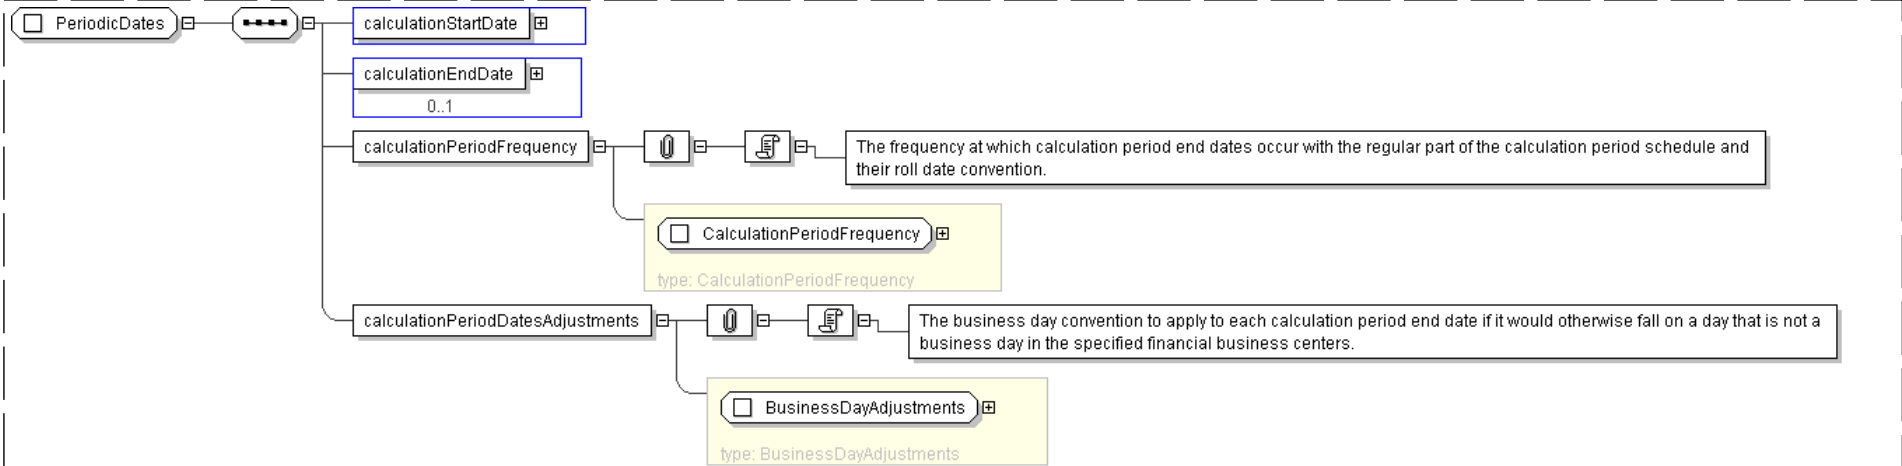 PeriodicDates
calculationStartDate
calculationEndDate
0..1
calculationPeriodFrequency
The frequency at which calculation period end dates occur with the regular part of the calculation period schedule and
their roll date convention.
CalculationPeriodFrequency
type: CalculationPeriodFrequency
calculationPeriodDatesAdjustments
The business day convention to apply to each calculation period end date if it would otherwise fall on a day that is not a
business day in the specified financial business centers.
BusinessDayAdjustments
type: BusinessDayAdjustments